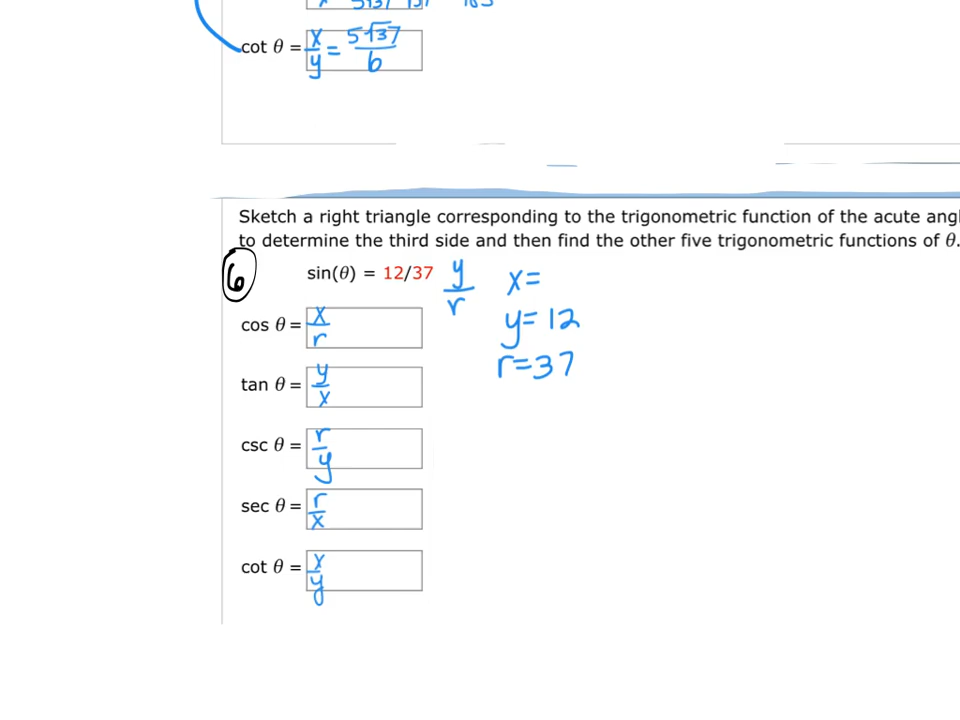 cot θ = x/y = 5√37/6
Sketch a right triangle corresponding to the trigonometric function of the acute angl
to determine the third side and then find the other five trigonometric functions of θ.
6 sin(θ) = 12/37 y/r x=
cos θ = x/r y= 12
r=37
tan θ = y/x
csc θ = r/y
sec θ = r/x
cot θ = x/y